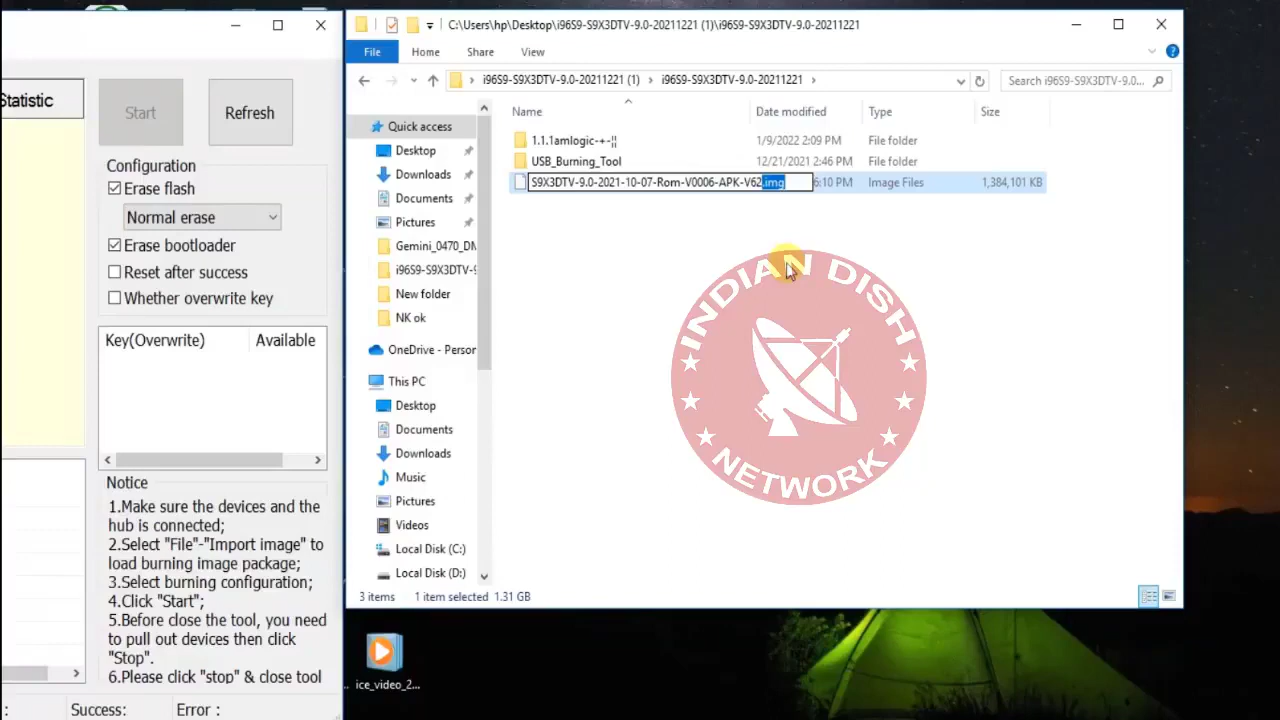 Statistic
Start
Refresh
Configuration
Erase flash
Normal erase
Erase bootloader
Reset after success
Whether overwrite key
Key(Overwrite)
Available
Notice
1.Make sure the devices and the
hub is connected;
2.Select "File"-"Import image" to
load burning image package;
3.Select burning configuration;
4.Click "Start";
5.Before close the tool, you need
to pull out devices then click
"Stop".
6.Please click "stop" & close tool
Success:
Error :
C:\Users\hp\Desktop\i96S9-S9X3DTV-9.0-20211221 (1)\i96S9-S9X3DTV-9.0-20211221
File
Home
Share
View
i96S9-S9X3DTV-9.0-20211221 (1)
i96S9-S9X3DTV-9.0-20211221
Search i96S9-S9X3DTV-9.0...
Name
Date modified
Type
Size
1.1.1amlogic-+-¦¦
1/9/2022 2:09 PM
File folder
USB_Burning_Tool
12/21/2021 2:46 PM
File folder
S9X3DTV-9.0-2021-10-07-Rom-V0006-APK-V62.img
6:10 PM
Image Files
1,384,101 KB
Quick access
Desktop
Downloads
Documents
Pictures
Gemini_0470_DM
i96S9-S9X3DTV-9
New folder
NK ok
OneDrive - Person
This PC
Desktop
Documents
Downloads
Music
Pictures
Videos
Local Disk (C:)
Local Disk (D:)
3 items
1 item selected
1.31 GB
INDIAN DISH
NETWORK
ice_video_2...